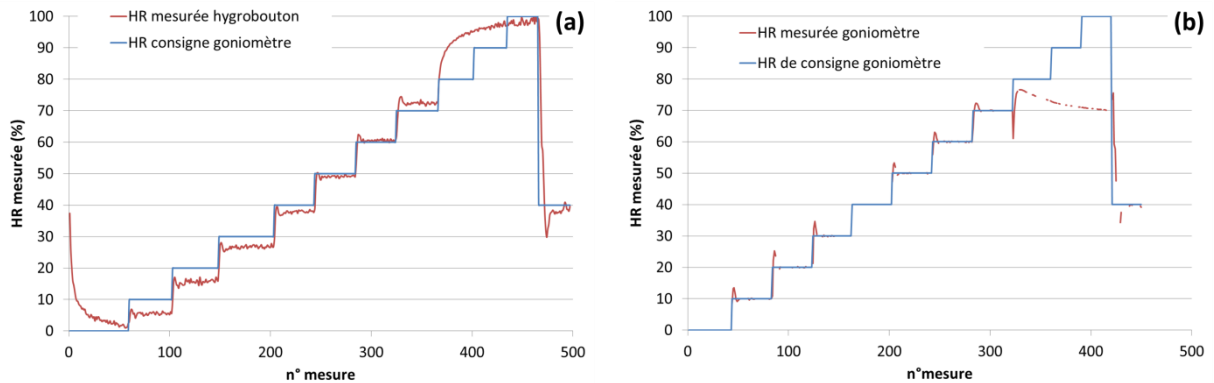 (a)
HR mesurée hygrobouton
HR consigne goniomètre
HR mesurée (%)
100
90
80
70
60
50
40
30
20
10
0
0 100 200 300 400 500
n° mesure
(b)
HR mesurée goniomètre
HR de consigne goniomètre
HR mesurée (%)
100
90
80
70
60
50
40
30
20
10
0
0 100 200 300 400 500
n°mesure